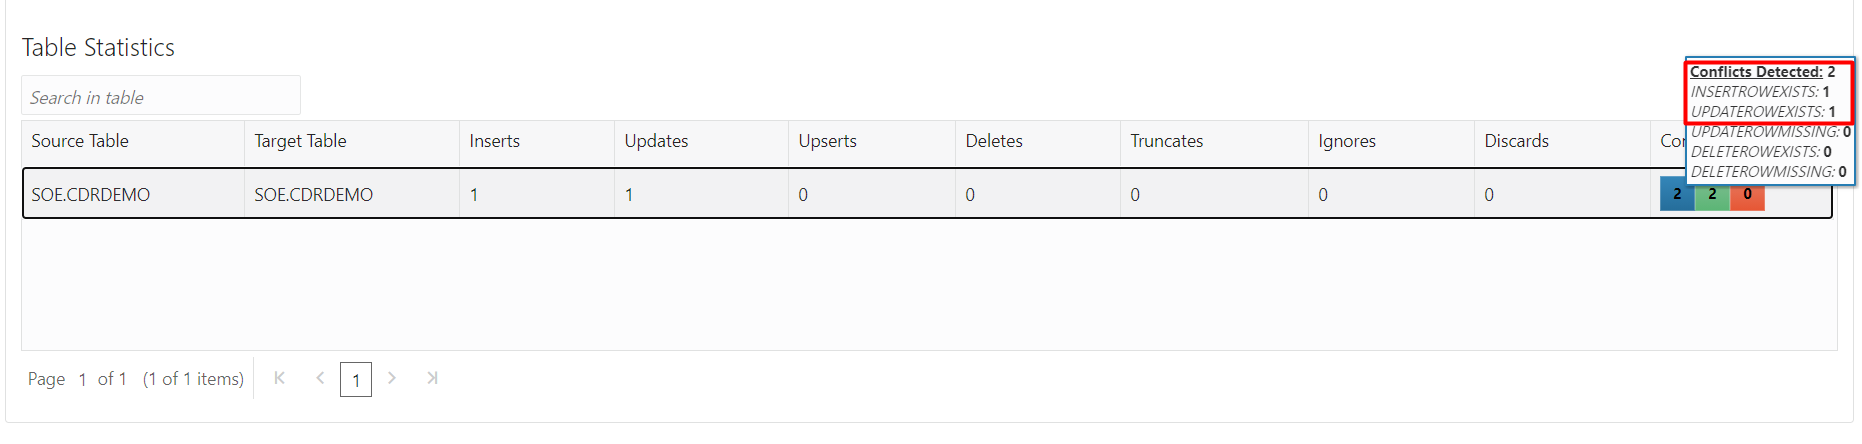 Table Statistics
Search in table
Conflicts Detected: 2
INSERTROWEXISTS: 1
UPDATEROWEXISTS: 1
UPDATEROWMISSING: 0
DELETEROWEXISTS: 0
DELETEROWMISSING: 0
Source Table Target Table Inserts Updates Upserts Deletes Truncates Ignores Discards
SOE.CDRDEMO SOE.CDRDEMO 1 1 0 0 0 0 0 2 2 0
Page 1 of 1 (1 of 1 items) 1